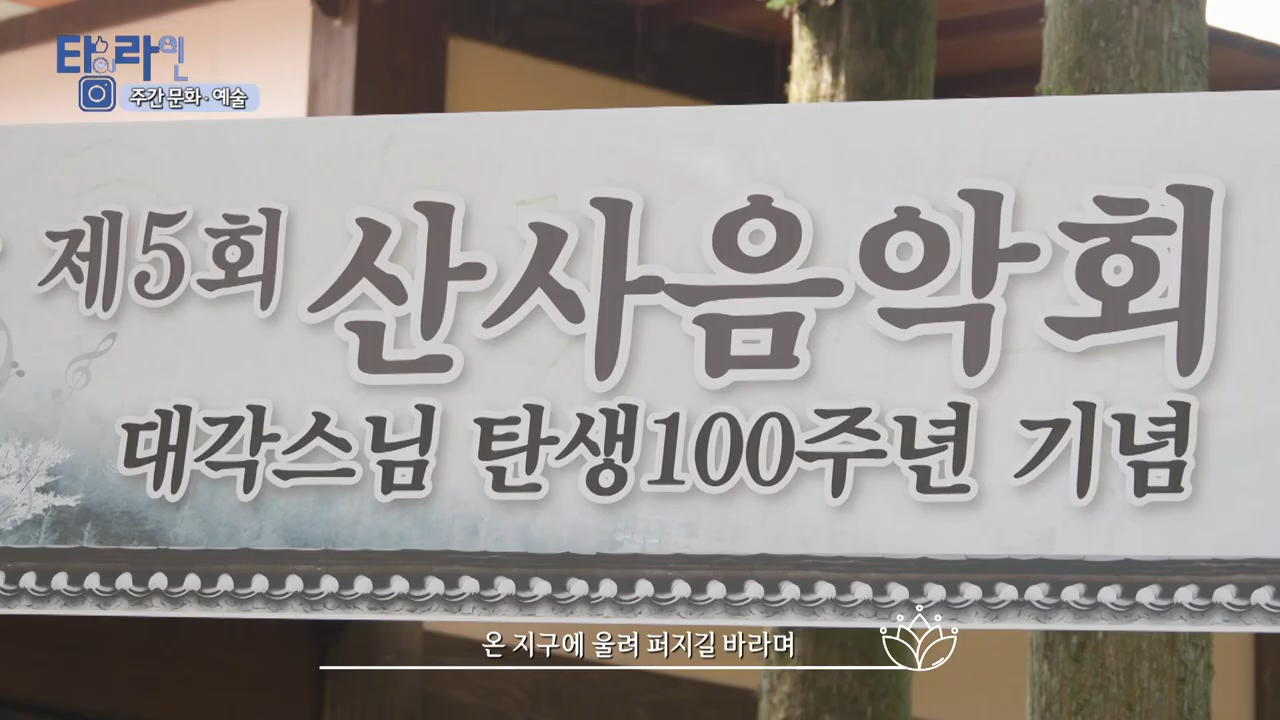 탐라인
주간 문화·예술
제5회 산사음악회
대각스님 탄생100주년 기념
온 지구에 울려 퍼지길 바라며